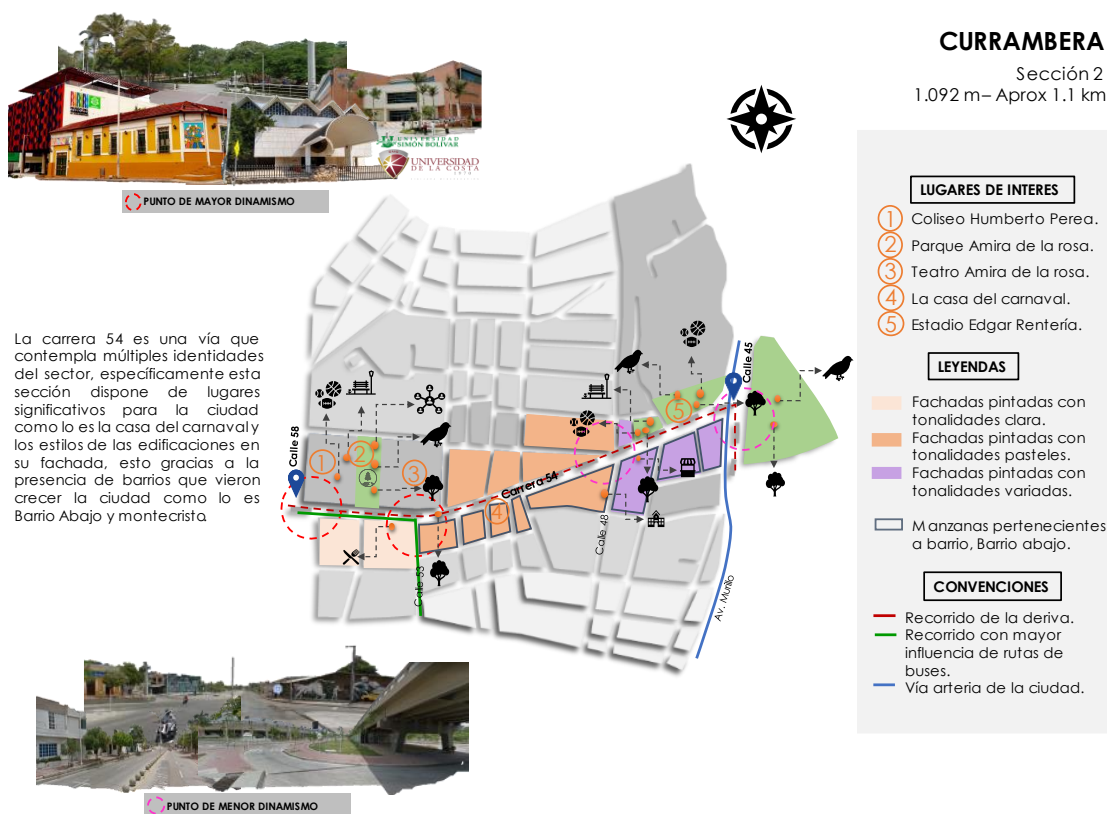 CURRAMBERA
Sección 2
1.092 m– Aprox 1.1 km
UNIVERSIDAD
SIMÓN BOLÍVAR
UNIVERSIDAD
DE LA COSTA
1970
PUNTO DE MAYOR DINAMISMO
La carrera 54 es una vía que
contempla múltiples identidades
del sector, específicamente esta
sección dispone de lugares
significativos para la ciudad
como lo es la casa del carnaval y
los estilos de las edificaciones en
su fachada, esto gracias a la
presencia de barrios que vieron
crecer la ciudad como lo es
Barrio Abajo y montecristo.
Calle 58
1
2
3
4
5
Calle 45
Carrera 54
Calle 48
Calle 53
Av. Murillo
LUGARES DE INTERES
1 Coliseo Humberto Perea.
2 Parque Amira de la rosa.
3 Teatro Amira de la rosa.
4 La casa del carnaval.
5 Estadio Edgar Rentería.
LEYENDAS
Fachadas pintadas con
tonalidades clara.
Fachadas pintadas con
tonalidades pasteles.
Fachadas pintadas con
tonalidades variadas.
Manzanas pertenecientes
a barrio, Barrio abajo.
CONVENCIONES
Recorrido de la deriva.
Recorrido con mayor
influencia de rutas de
buses.
Vía arteria de la ciudad.
PUNTO DE MENOR DINAMISMO